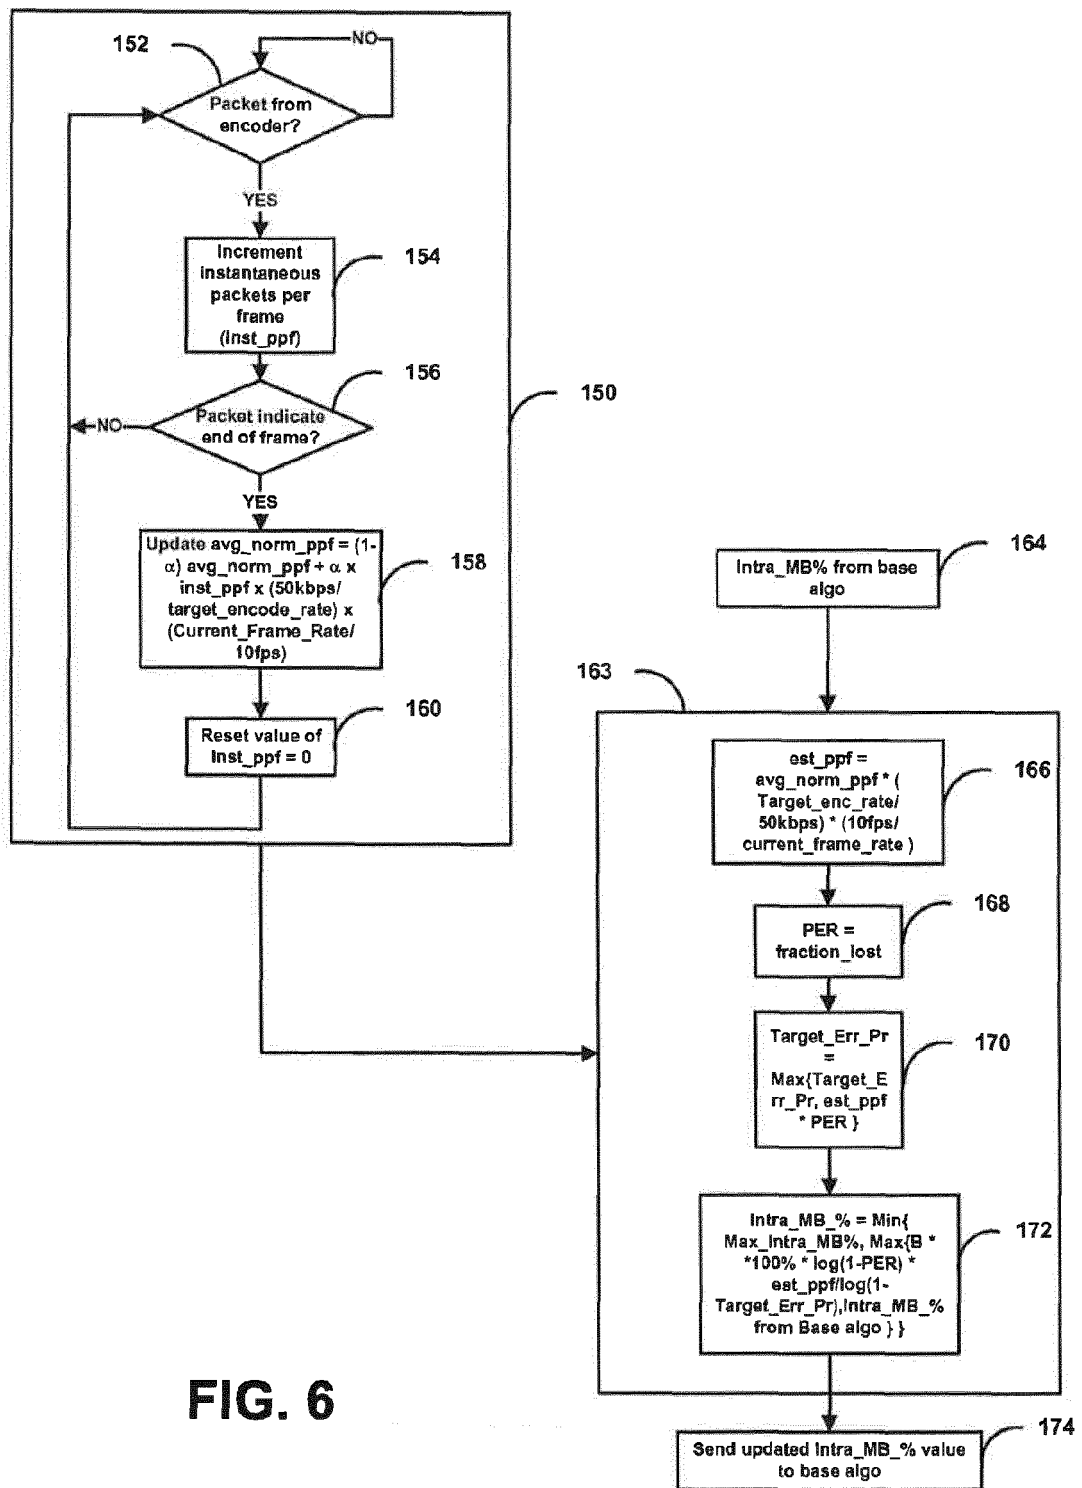 NO
152
Packet from
encoder?
YES
Increment
instantaneous
packets per
frame
(Inst_ppf)
154
156
Packet indicate
end of frame?
NO
150
YES
Update avg_norm_ppf = (1-
α) avg_norm_ppf + α x
inst_ppf x (50kbps/
target_encode_rate) x
(Current_Frame_Rate/
10fps)
158
160
Reset value of
Inst_ppf = 0
164
Intra_MB% from base
algo
163
est_ppf =
avg_norm_ppf * (
Target_enc_rate/
50kbps) * (10fps/
current_frame_rate )
166
168
PER =
fraction_lost
Target_Err_Pr
=
Max{Target_E
rr_Pr, est_ppf
* PER }
170
Intra_MB_% = Min{
Max_Intra_MB%, Max{B *
*100% * log(1-PER) *
est_ppf/log(1-
Target_Err_Pr),Intra_MB_%
from Base algo } }
172
FIG. 6
174
Send updated Intra_MB_% value
to base algo